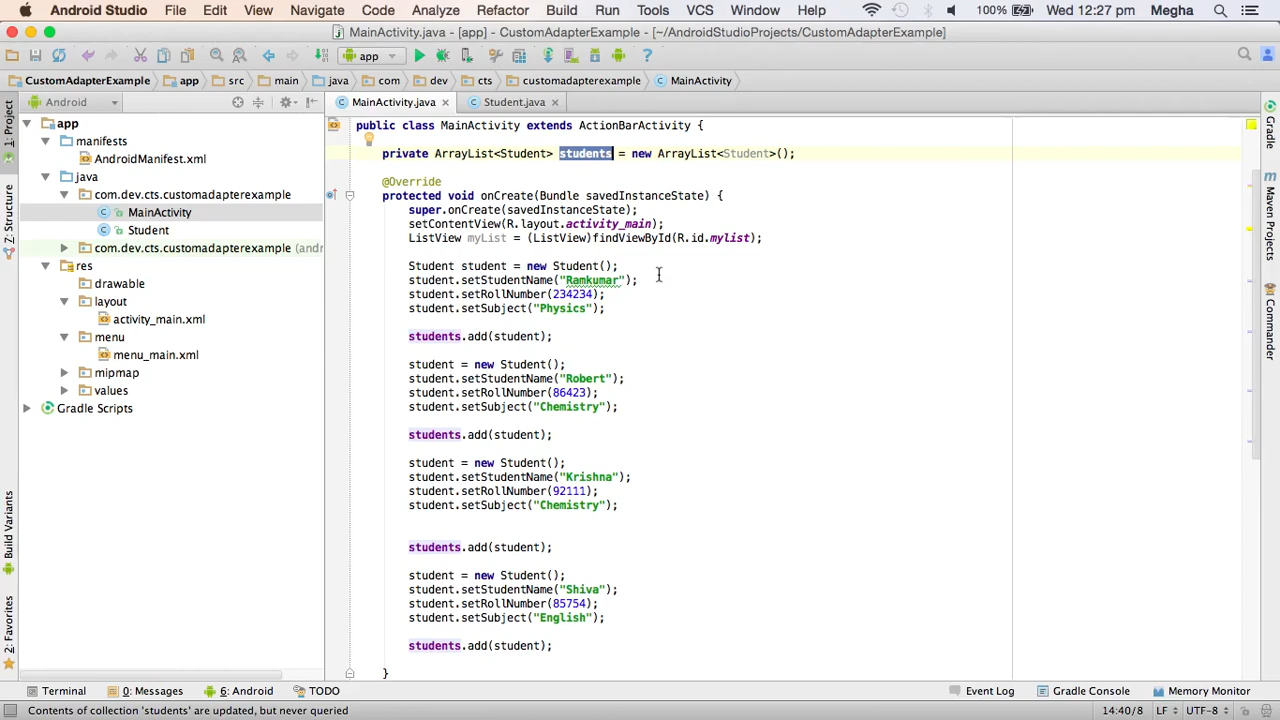 Android Studio File Edit View Navigate Code Analyze Refactor Build Run Tools VCS Window Help 100% Wed 12:27 pm Megha
MainActivity.java - [app] - CustomAdapterExample - [~/AndroidStudioProjects/CustomAdapterExample]
app
CustomAdapterExample app src main java com dev cts customadapterexample MainActivity
Android
MainActivity.java Student.java
1: Project
Z: Structure
Build Variants
2: Favorites
app
manifests
AndroidManifest.xml
java
com.dev.cts.customadapterexample
MainActivity
Student
com.dev.cts.customadapterexample (andr
res
drawable
layout
activity_main.xml
menu
menu_main.xml
mipmap
values
Gradle Scripts
public class MainActivity extends ActionBarActivity {
private ArrayList<Student> students = new ArrayList<Student>();
@Override
protected void onCreate(Bundle savedInstanceState) {
super.onCreate(savedInstanceState);
setContentView(R.layout.activity_main);
ListView myList = (ListView)findViewById(R.id.mylist);
Student student = new Student();
student.setStudentName("Ramkumar");
student.setRollNumber(234234);
student.setSubject("Physics");
students.add(student);
student = new Student();
student.setStudentName("Robert");
student.setRollNumber(86423);
student.setSubject("Chemistry");
students.add(student);
student = new Student();
student.setStudentName("Krishna");
student.setRollNumber(92111);
student.setSubject("Chemistry");
students.add(student);
student = new Student();
student.setStudentName("Shiva");
student.setRollNumber(85754);
student.setSubject("English");
students.add(student);
}
Gradle
Maven Projects
Commander
Terminal 0: Messages 6: Android TODO Event Log Gradle Console Memory Monitor
Contents of collection 'students' are updated, but never queried 14:40/8 LF UTF-8